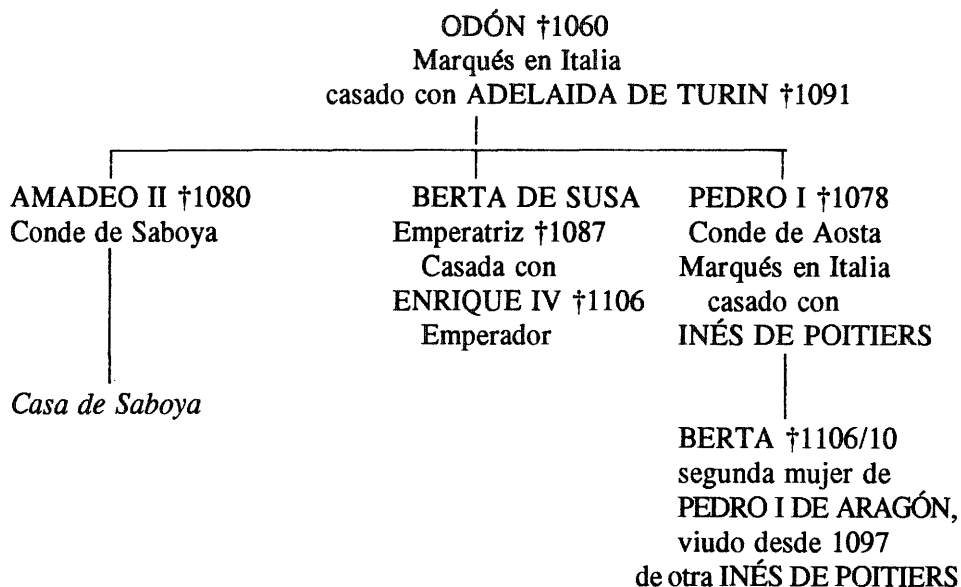 ODÓN †1060
Marqués en Italia
casado con ADELAIDA DE TURIN †1091
AMADEO II †1080
Conde de Saboya
Casa de Saboya
BERTA DE SUSA
Emperatriz †1087
Casada con
ENRIQUE IV †1106
Emperador
PEDRO I †1078
Conde de Aosta
Marqués en Italia
casado con
INÉS DE POITIERS
BERTA †1106/10
segunda mujer de
PEDRO I DE ARAGÓN,
viudo desde 1097
de otra INÉS DE POITIERS